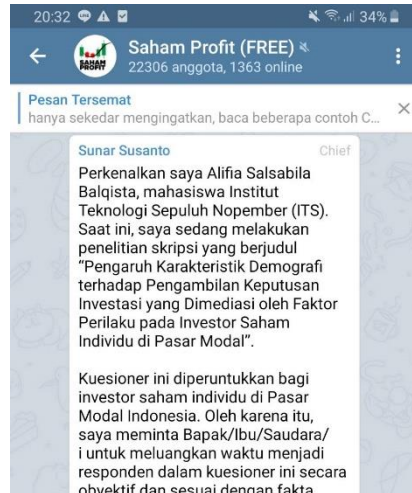 20:32 34%
Saham Profit (FREE)
SAHAM
PROFIT
22306 anggota, 1363 online
Pesan Tersemat
hanya sekedar mengingatkan, baca beberapa contoh C...
Sunar Susanto Chief
Perkenalkan saya Alifia Salsabila
Balqista, mahasiswa Institut
Teknologi Sepuluh Nopember (ITS).
Saat ini, saya sedang melakukan
penelitian skripsi yang berjudul
“Pengaruh Karakteristik Demografi
terhadap Pengambilan Keputusan
Investasi yang Dimediasi oleh Faktor
Perilaku pada Investor Saham
Individu di Pasar Modal”.
Kuesioner ini diperuntukkan bagi
investor saham individu di Pasar
Modal Indonesia. Oleh karena itu,
saya meminta Bapak/Ibu/Saudara/
i untuk meluangkan waktu menjadi
responden dalam kuesioner ini secara
obyektif dan sesuai dengan fakta